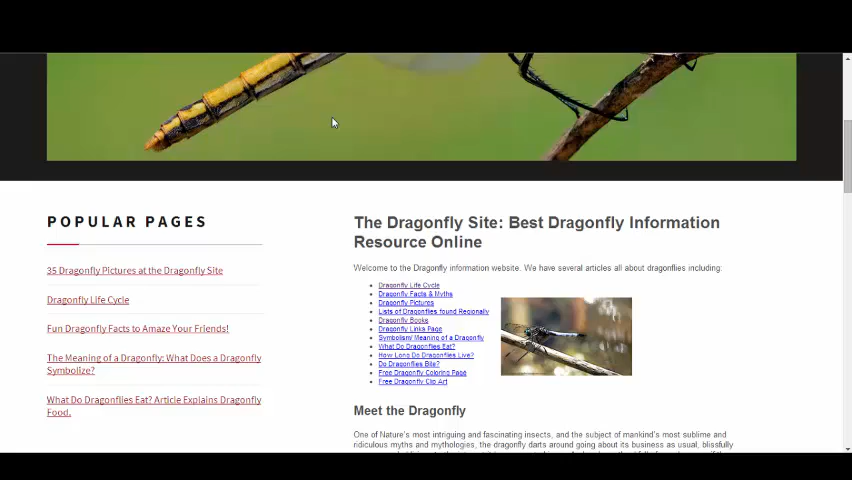 POPULAR PAGES
35 Dragonfly Pictures at the Dragonfly Site
Dragonfly Life Cycle
Fun Dragonfly Facts to Amaze Your Friends!
The Meaning of a Dragonfly: What Does a Dragonfly
Symbolize?
What Do Dragonflies Eat? Article Explains Dragonfly
Food.
The Dragonfly Site: Best Dragonfly Information
Resource Online
Welcome to the Dragonfly information website. We have several articles all about dragonflies including:
Dragonfly Life Cycle
Dragonfly Facts & Myths
Dragonfly Pictures
Lists of Dragonflies found Regionally
Dragonfly Books
Dragonfly Links Page
Symbolism/ Meaning of a Dragonfly
What Do Dragonflies Eat?
How Long Do Dragonflies Live?
Do Dragonflies Bite?
Free Dragonfly Coloring Page
Free Dragonfly Clip Art
Meet the Dragonfly
One of Nature's most intriguing and fascinating insects, and the subject of mankind's most sublime and
ridiculous myths and mythologies, the dragonfly darts around going about its business as usual, blissfully